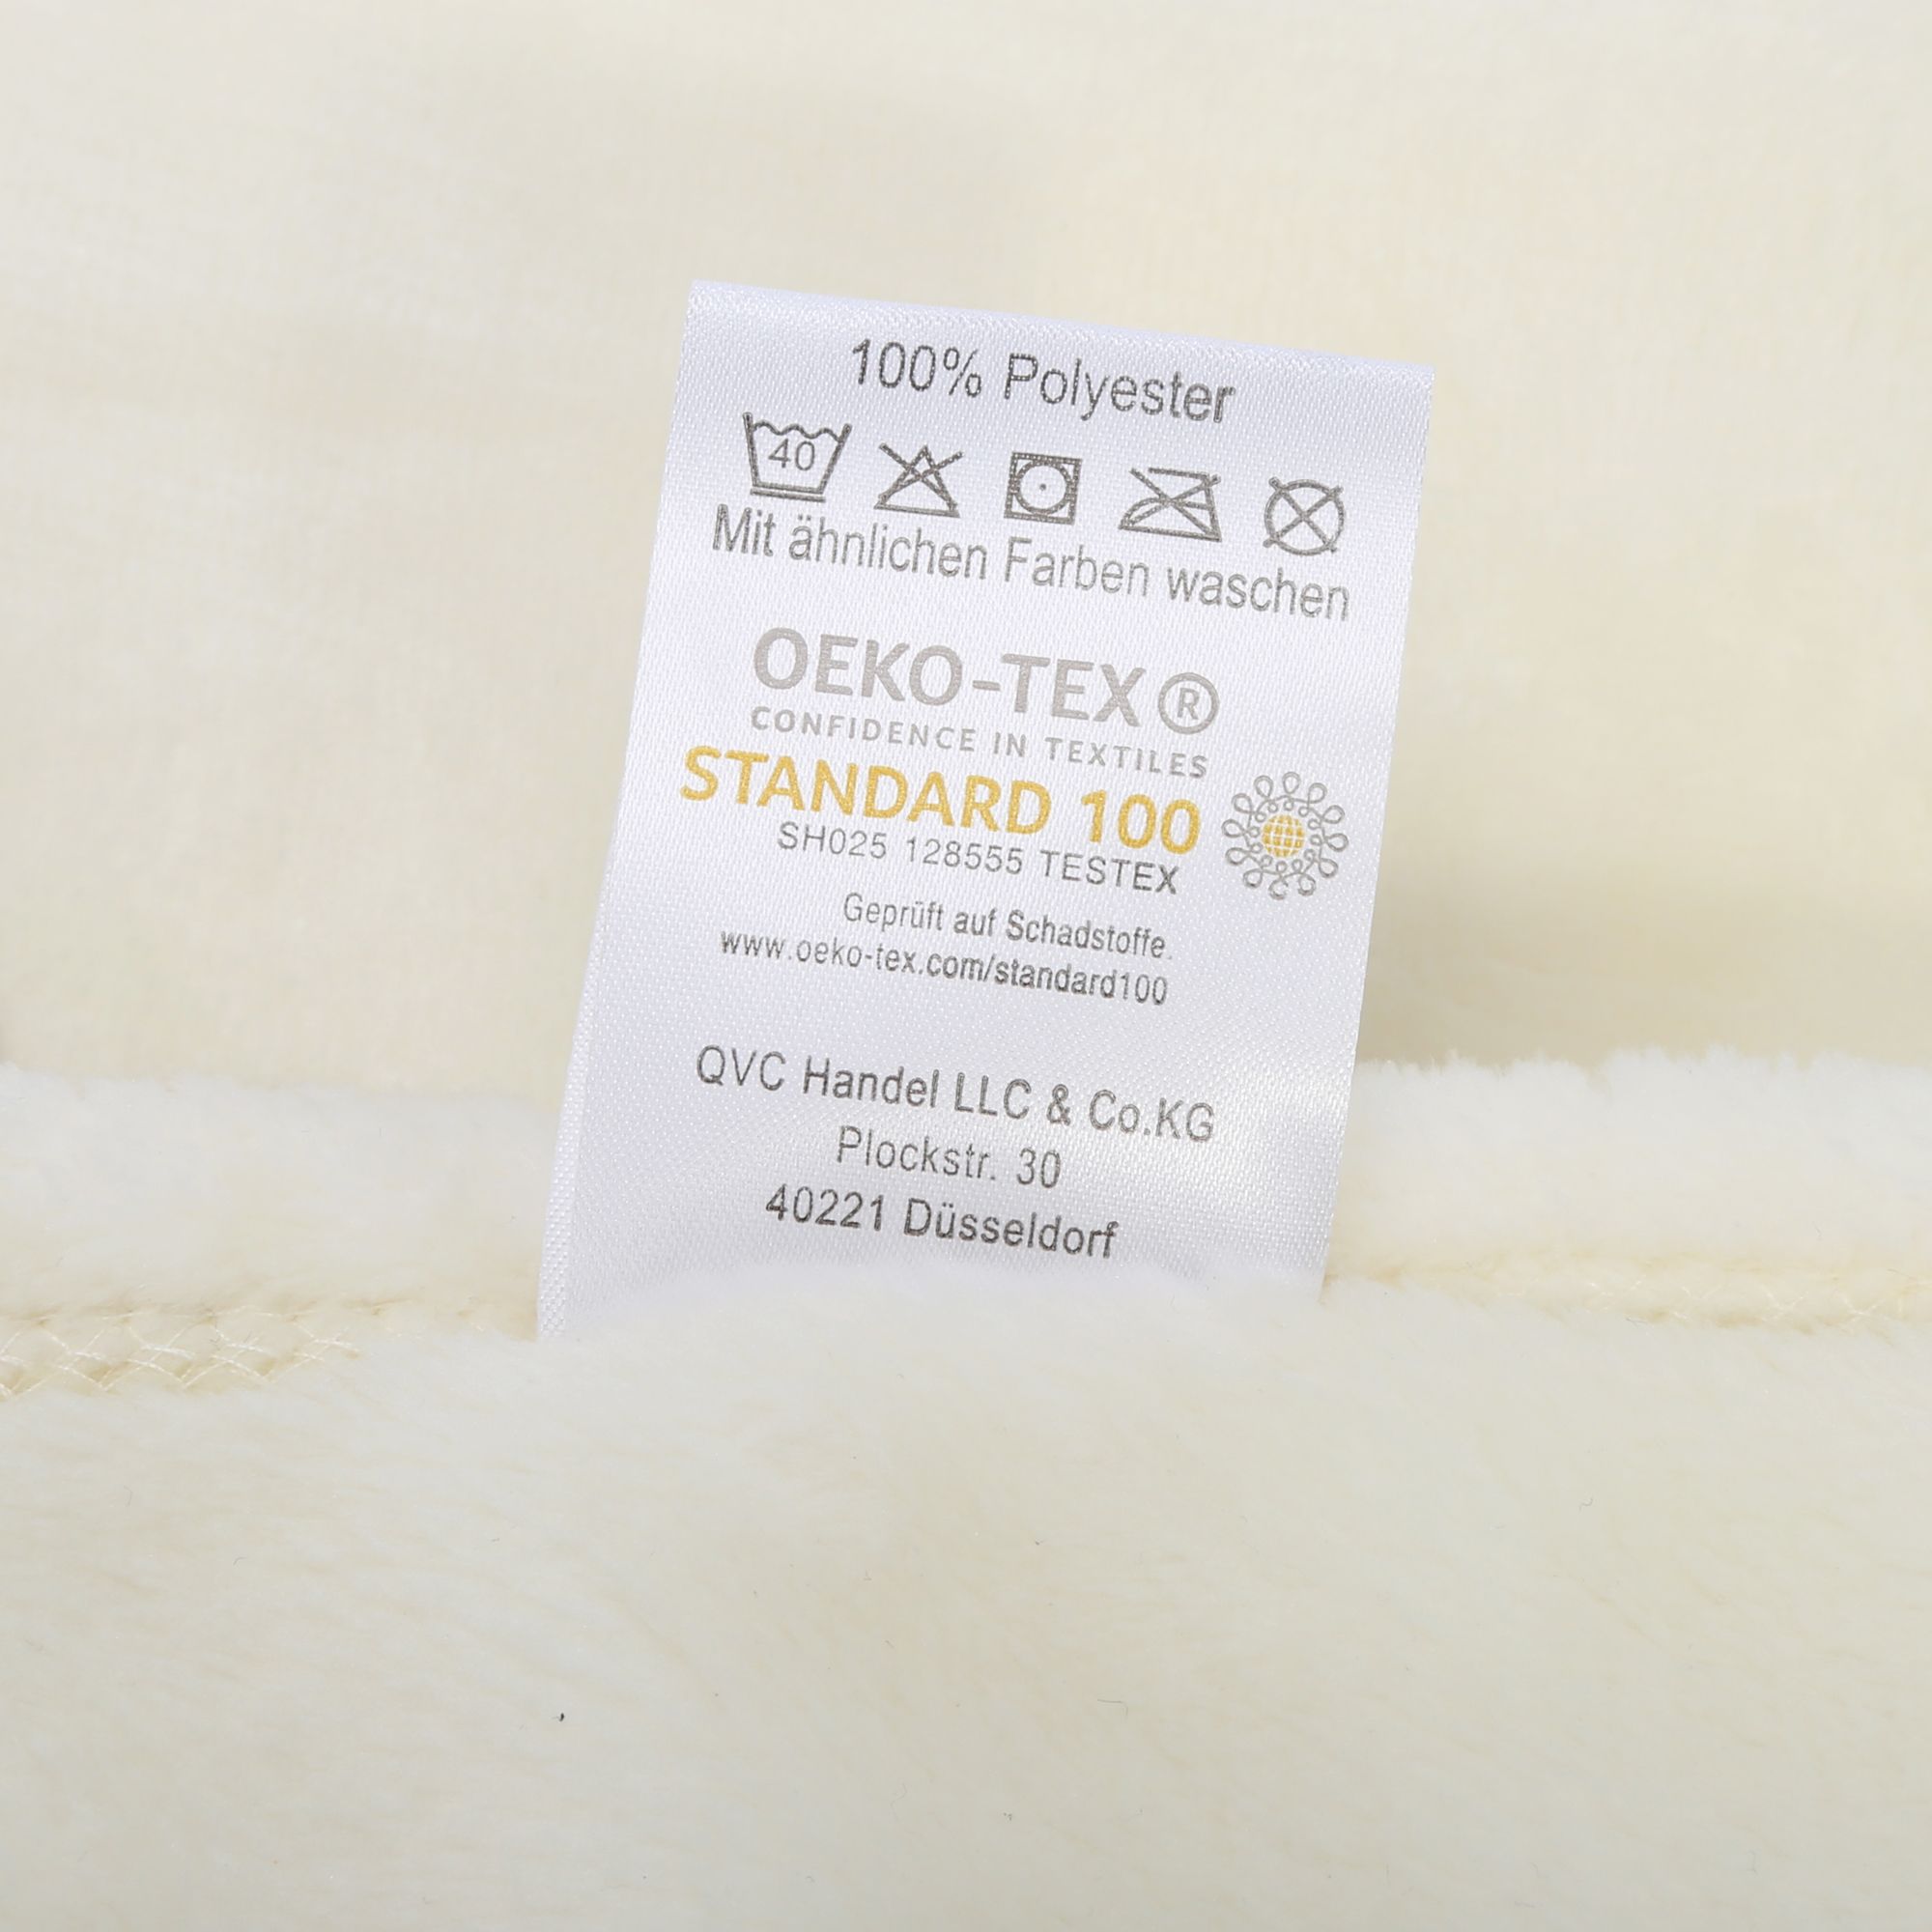 100% Polyester
40
Mit ähnlichen Farben waschen
OEKO-TEX®
CONFIDENCE IN TEXTILES
STANDARD 100
SH025 128555 TESTEX
Geprüft auf Schadstoffe.
www.oeko-tex.com/standard100
QVC Handel LLC & Co.KG
Plockstr. 30
40221 Düsseldorf